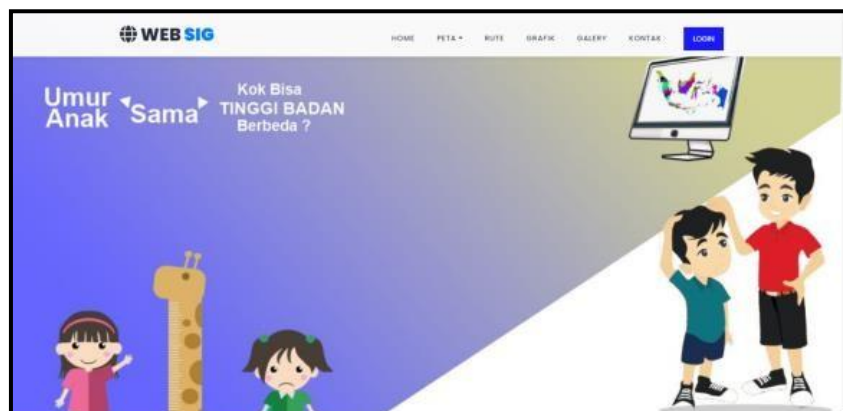 WEB SIG
HOME PETA RUTE GRAFIK GALERY KONTAK LOGIN
Umur
Anak
Sama
Kok Bisa
TINGGI BADAN
Berbeda ?